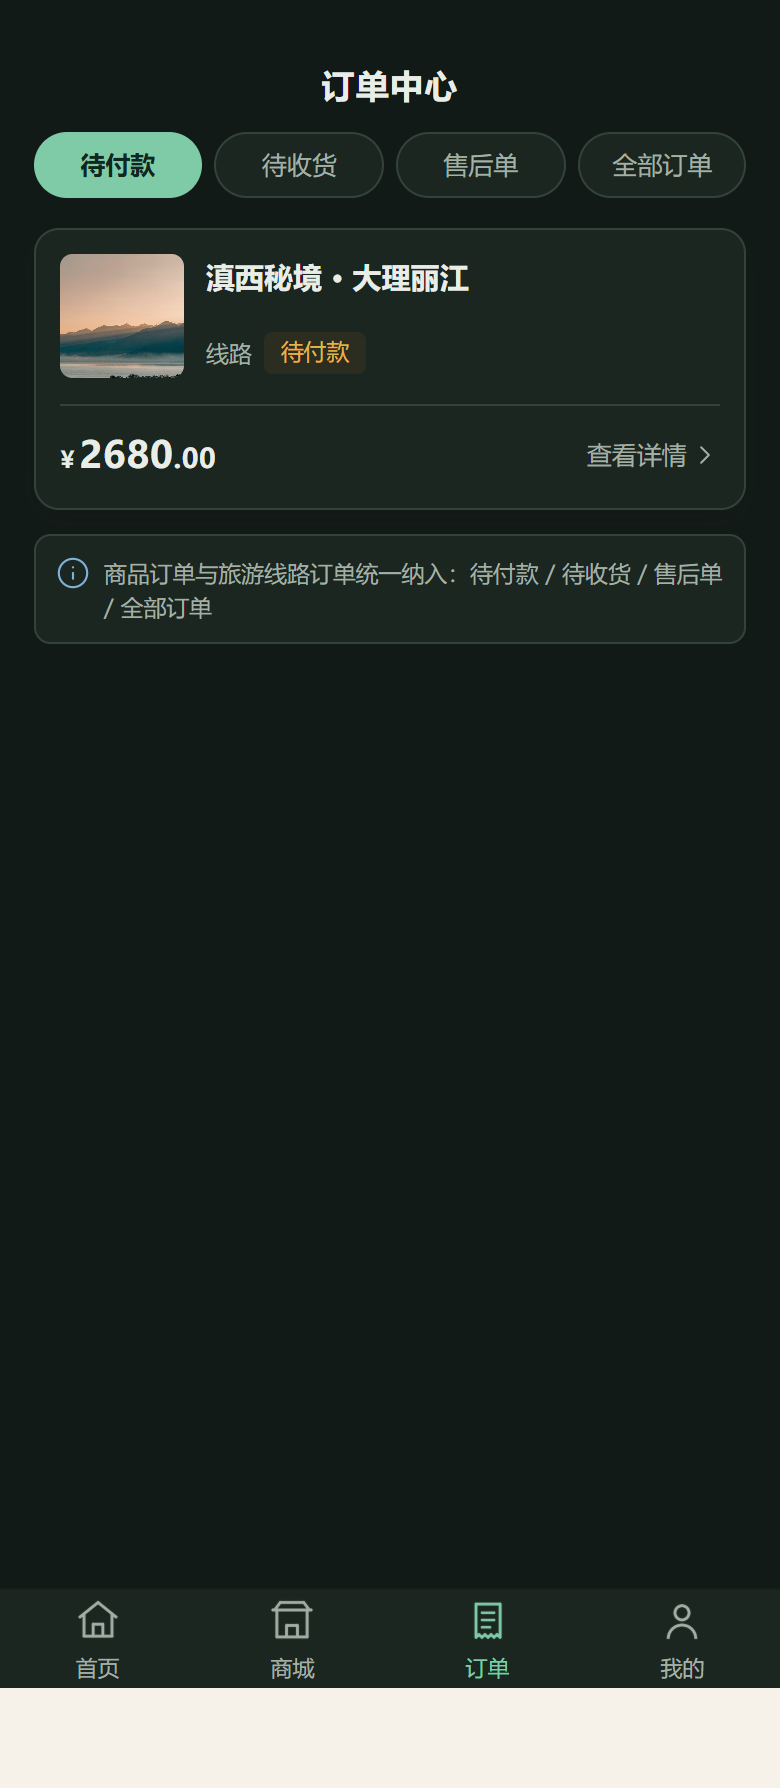 订单中心
待付款 待收货 售后单 全部订单
滇西秘境·大理丽江
线路 待付款
¥2680.00 查看详情
商品订单与旅游线路订单统一纳入：待付款 / 待收货 / 售后单
/ 全部订单
首页 商城 订单 我的